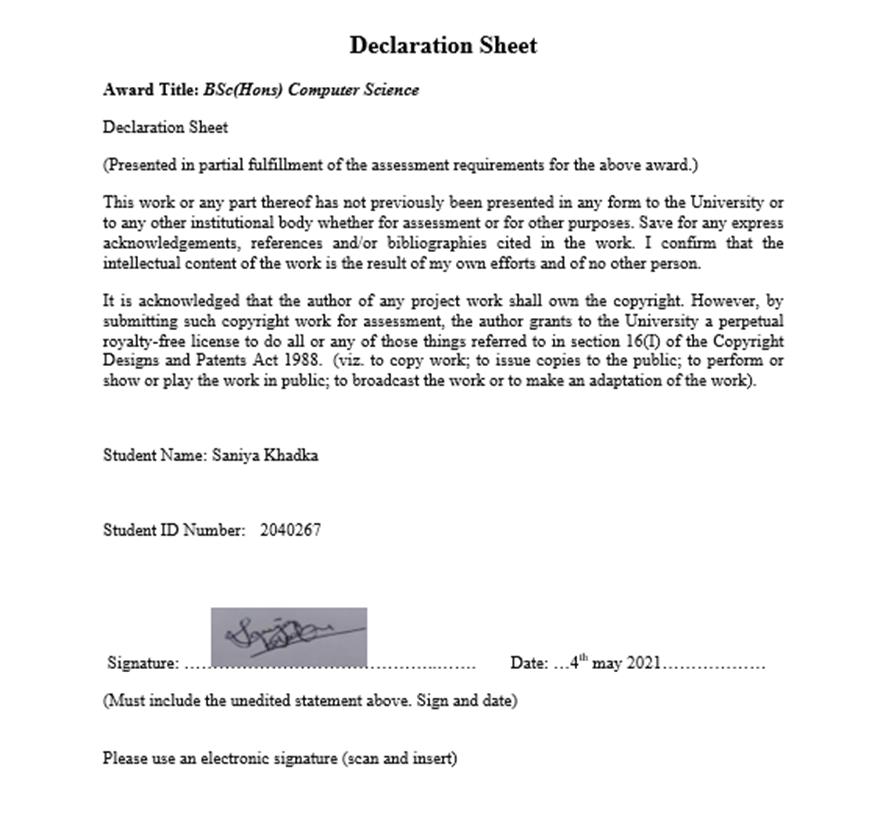 Declaration Sheet
Award Title: BSc(Hons) Computer Science
Declaration Sheet
(Presented in partial fulfillment of the assessment requirements for the above award.)
This work or any part thereof has not previously been presented in any form to the University or
to any other institutional body whether for assessment or for other purposes. Save for any express
acknowledgements, references and/or bibliographies cited in the work. I confirm that the
intellectual content of the work is the result of my own efforts and of no other person.
It is acknowledged that the author of any project work shall own the copyright. However, by
submitting such copyright work for assessment, the author grants to the University a perpetual
royalty-free license to do all or any of those things referred to in section 16(I) of the Copyright
Designs and Patents Act 1988. (viz. to copy work; to issue copies to the public; to perform or
show or play the work in public; to broadcast the work or to make an adaptation of the work).
Student Name: Saniya Khadka
Student ID Number: 2040267
Signature: ………………………………………… Date: …4th may 2021………………
(Must include the unedited statement above. Sign and date)
Please use an electronic signature (scan and insert)